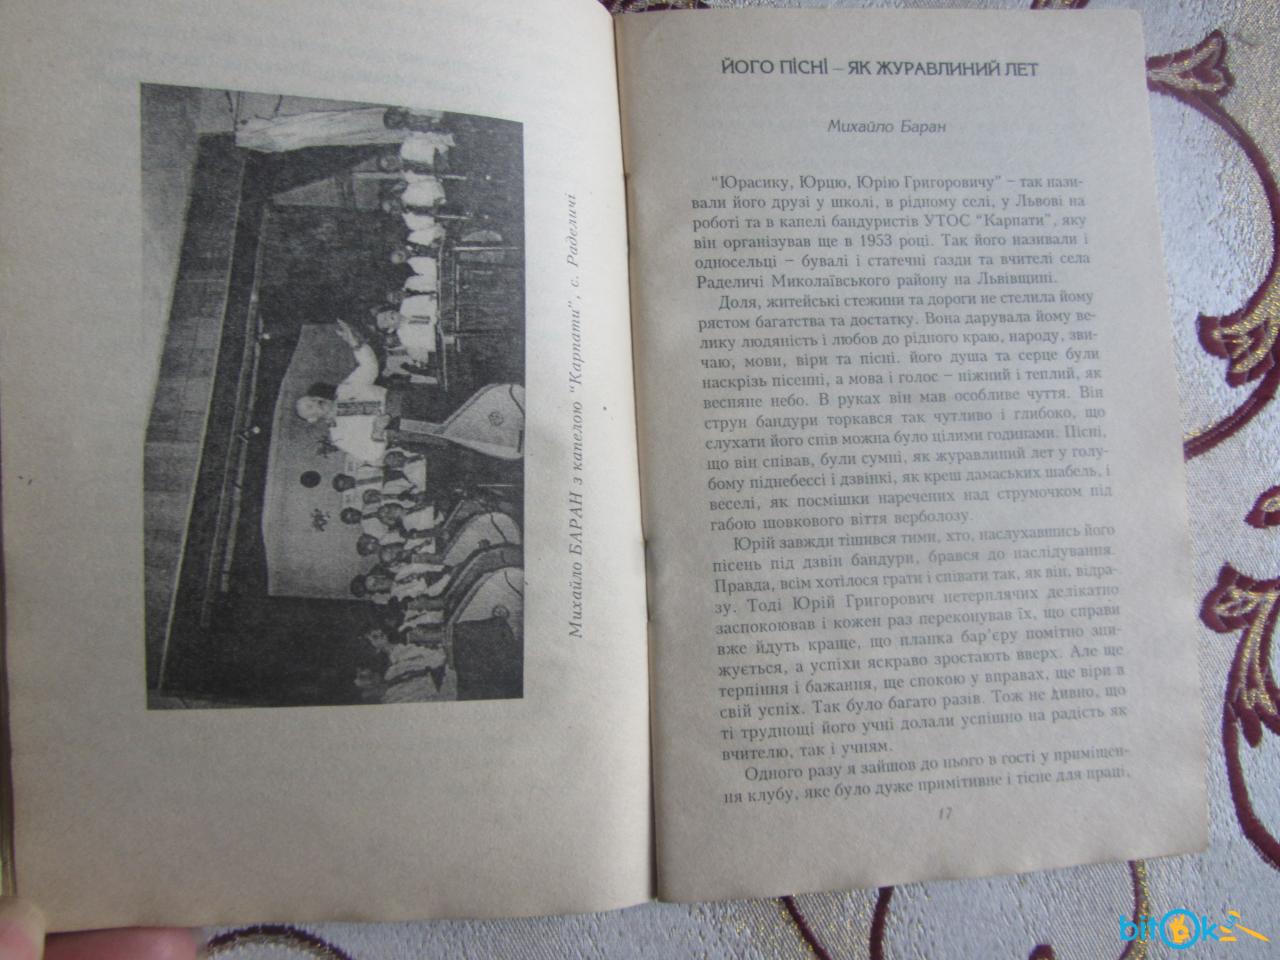 Михайло БАРАН з капелою "Карпати", с. Раделичі
ЙОГО ПІСНІ – ЯК ЖУРАВЛИНИЙ ЛЕТ
Михайло Баран
"Юрасику, Юрцю, Юрію Григоровичу" – так нази-
вали його друзі у школі, в рідному селі, у Львові на
роботі та в капелі бандуристів УТОС "Карпати", яку
він організував ще в 1953 році. Так його називали і
односельці – бувалі і статечні газди та вчителі села
Раделичі Миколаївського району на Львівщині.
Доля, житейські стежини та дороги не стелила йому
рястом багатства та достатку. Вона дарувала йому ве-
лику людяність і любов до рідного краю, народу, зви-
чаю, мови, віри та пісні. його душа та серце були
наскрізь пісенні, а мова і голос – ніжний і теплий, як
весняне небо. В руках він мав особливе чуття. Він
струн бандури торкався так чутливо і глибоко, що
слухати його спів можна було цілими годинами. Пісні,
що він співав, були сумні, як журавлиний лет у голу-
бому піднебессі і дзвінкі, як креш дамаських шабель, і
веселі, як посмішки наречених над струмочком під
габою шовкового віття верболозу.
Юрій завжди тішився тими, хто, наслухавшись його
пісень під дзвін бандури, брався до наслідування.
Правда, всім хотілося грати і співати так, як він, відра-
зу. Тоді Юрій Григорович нетерплячих делікатно
заспокоював і кожен раз переконував їх, що справи
вже йдуть краще, що планка бар'єру помітно зни-
жується, а успіхи яскраво зростають вверх. Але ще
терпіння і бажання, ще спокою у вправах, ще віри в
свій успіх. Так було багато разів. Тож не дивно, що
ті труднощі його учні долали успішно на радість як
вчителю, так і учням.
Одного разу я зайшов до нього в гості у приміщен-
ня клубу, яке було дуже примітивне і тісне для праці,
17
bitOk